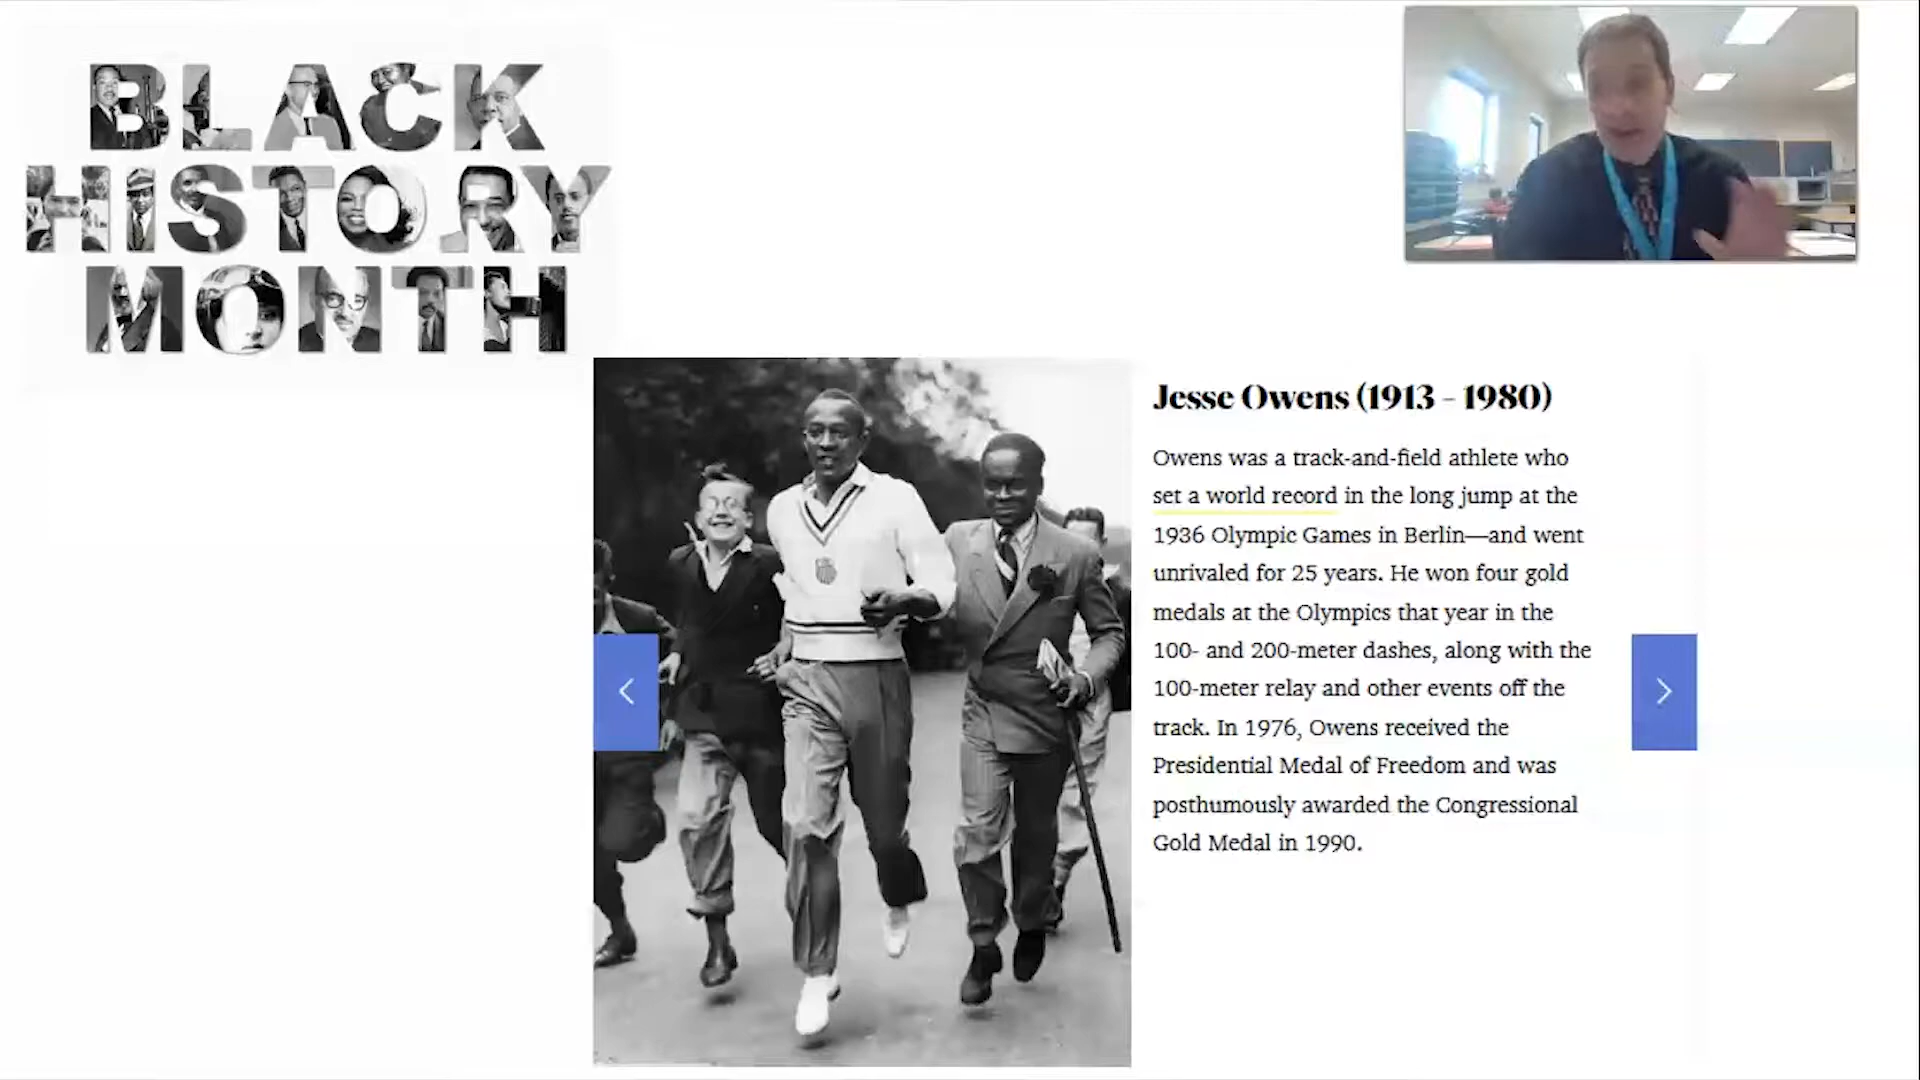 BLACK
HISTORY
MONTH
Jesse Owens (1913 - 1980)
Owens was a track-and-field athlete who
set a world record in the long jump at the
1936 Olympic Games in Berlin—and went
unrivaled for 25 years. He won four gold
medals at the Olympics that year in the
100- and 200-meter dashes, along with the
100-meter relay and other events off the
track. In 1976, Owens received the
Presidential Medal of Freedom and was
posthumously awarded the Congressional
Gold Medal in 1990.